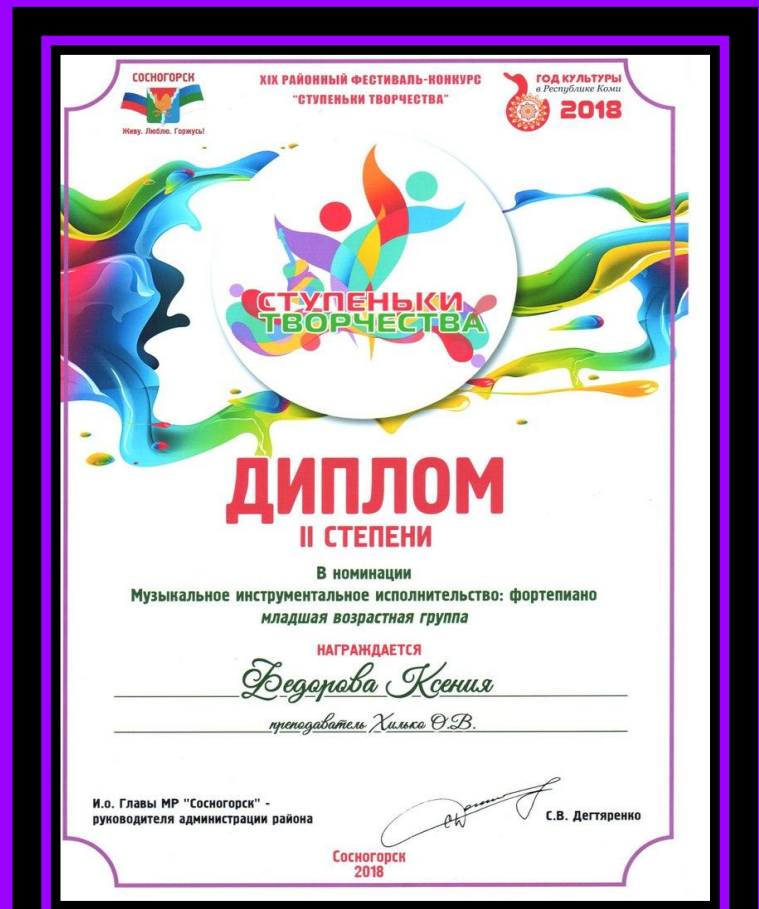 СОСНОГОРСК
Живу. Люблю. Горжусь!
XIX РАЙОННЫЙ ФЕСТИВАЛЬ-КОНКУРС
"СТУПЕНЬКИ ТВОРЧЕСТВА"
ГОД КУЛЬТУРЫ
в Республике Коми
2018
СТУПЕНЬКИ
ТВОРЧЕСТВА
ДИПЛОМ
II СТЕПЕНИ
В номинации
Музыкальное инструментальное исполнительство: фортепиано
младшая возрастная группа
НАГРАЖДАЕТСЯ
Федорова Ксения
преподаватель Хилько О.В.
И.о. Главы МР "Сосногорск" -
руководителя администрации района
С.В. Дегтяренко
Сосногорск
2018